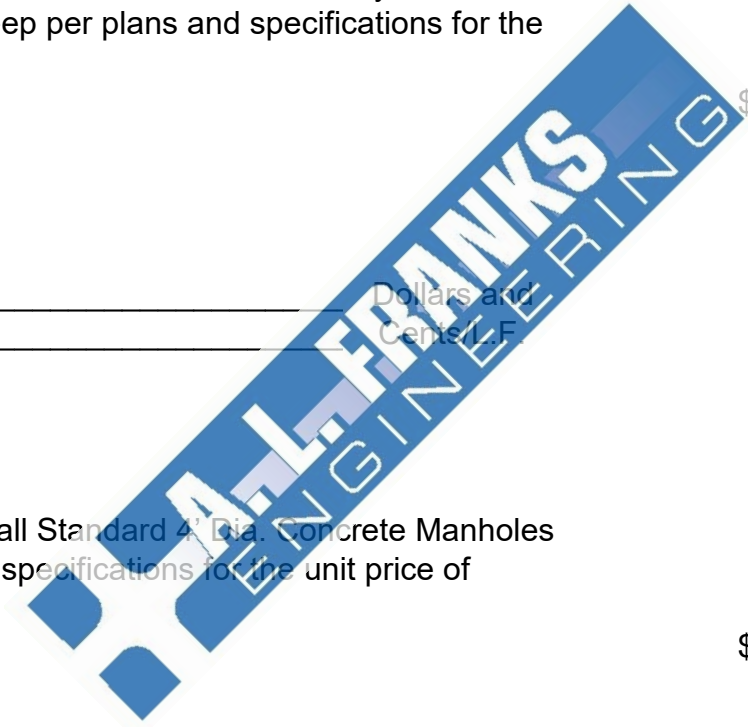 ep per plans and specifications for the
$
Dollars and
Cents/L.F.
A. L. FRANKS
ENGINEERING
all Standard 4' Dia. Concrete Manholes
specifications for the unit price of
$